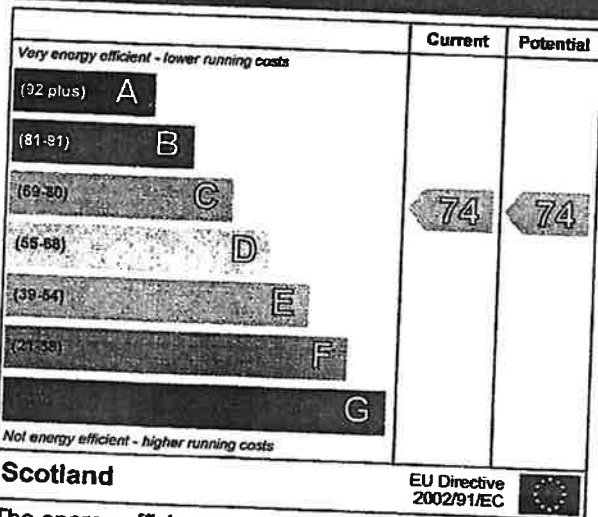 Current Potential
Very energy efficient - lower running costs
(92 plus) A
(81-91) B
(69-80) C
74 74
(55-68) D
(39-54) E
(21-38) F
G
Not energy efficient - higher running costs
Scotland
EU Directive
2002/91/EC